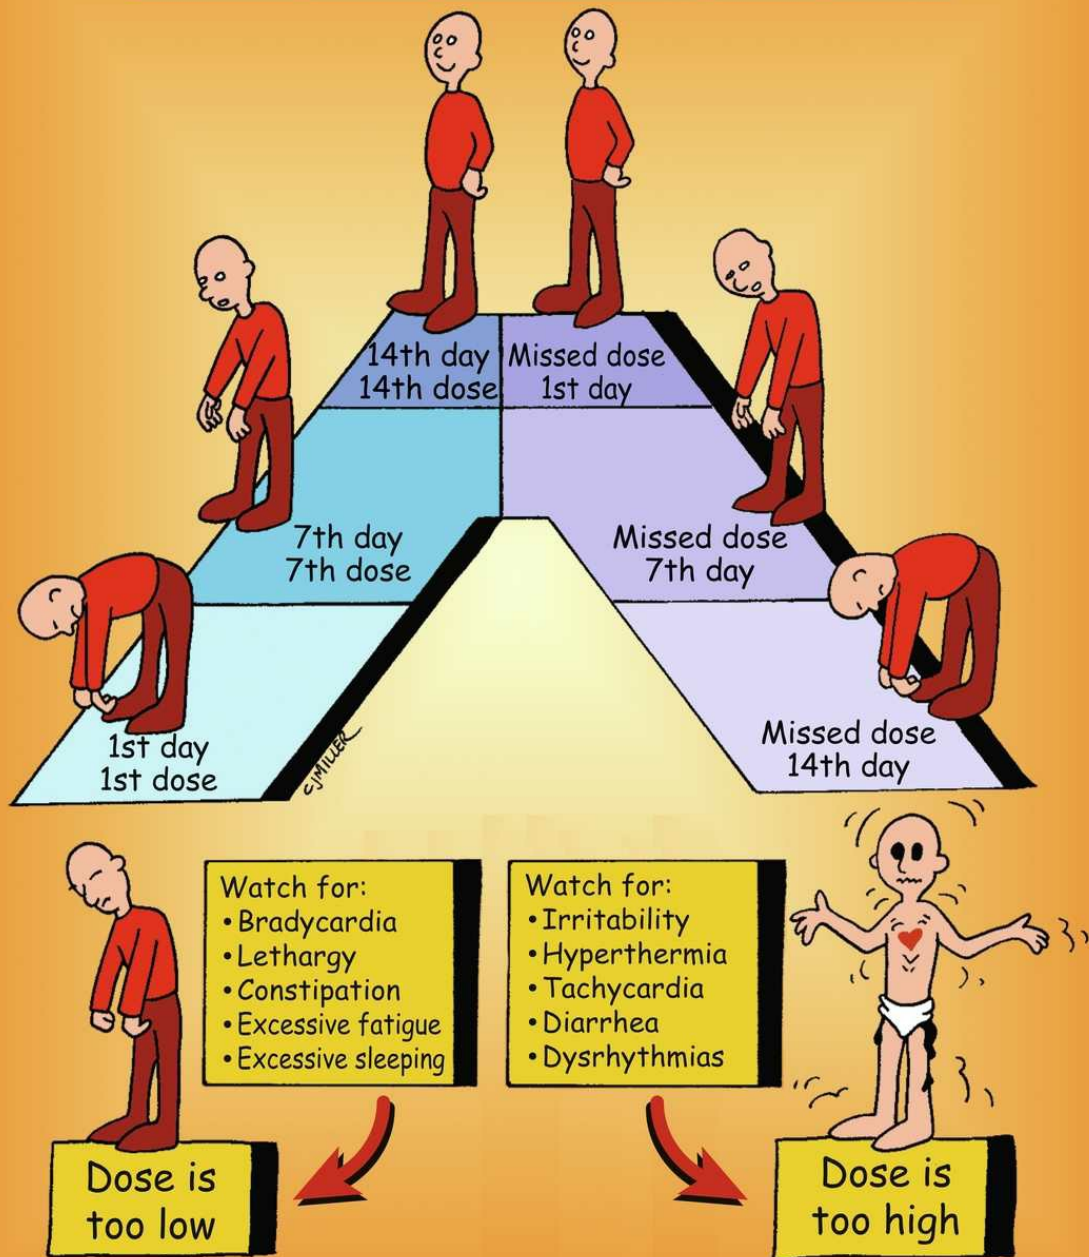 14th day
14th dose
Missed dose
1st day
7th day
7th dose
Missed dose
7th day
1st day
1st dose
Missed dose
14th day
CJMILLER
Watch for:
• Bradycardia
• Lethargy
• Constipation
• Excessive fatigue
• Excessive sleeping
Watch for:
• Irritability
• Hyperthermia
• Tachycardia
• Diarrhea
• Dysrhythmias
Dose is
too low
Dose is
too high